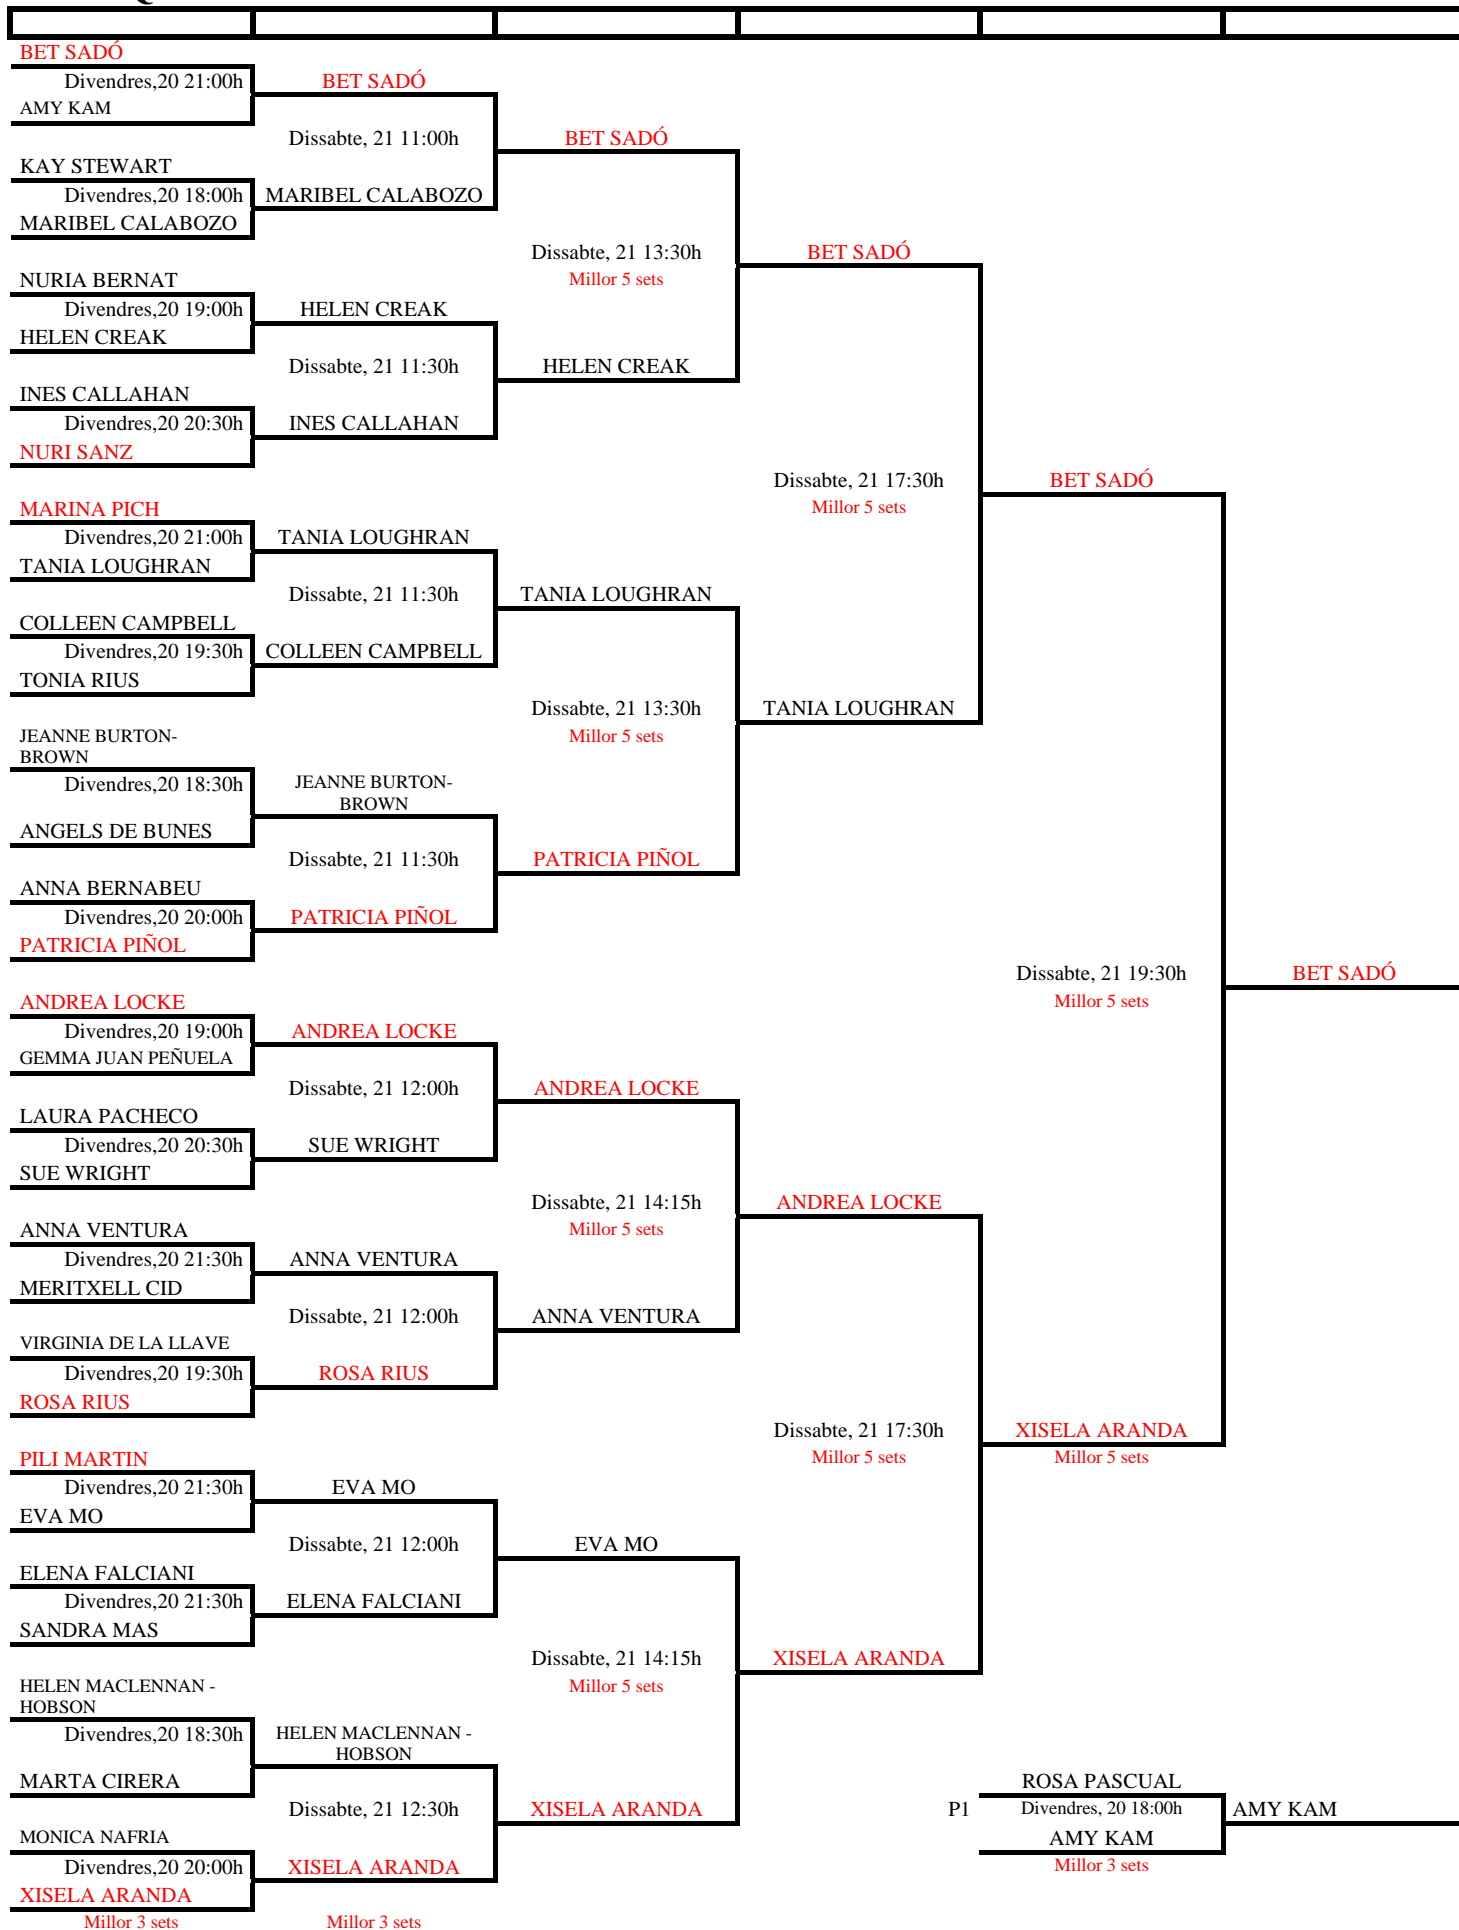 BET SADÓ
Divendres,20 21:00h
BET SADÓ
AMY KAM
Dissabte, 21 11:00h
BET SADÓ
KAY STEWART
Divendres,20 18:00h
MARIBEL CALABOZO
MARIBEL CALABOZO
Dissabte, 21 13:30h
BET SADÓ
Millor 5 sets
NURIA BERNAT
Divendres,20 19:00h
HELEN CREAK
HELEN CREAK
Dissabte, 21 11:30h
HELEN CREAK
INES CALLAHAN
Divendres,20 20:30h
INES CALLAHAN
NURI SANZ
Dissabte, 21 17:30h
BET SADÓ
Millor 5 sets
MARINA PICH
Divendres,20 21:00h
TANIA LOUGHRAN
TANIA LOUGHRAN
Dissabte, 21 11:30h
TANIA LOUGHRAN
COLLEEN CAMPBELL
Divendres,20 19:30h
COLLEEN CAMPBELL
TONIA RIUS
Dissabte, 21 13:30h
TANIA LOUGHRAN
Millor 5 sets
JEANNE BURTON-
BROWN
Divendres,20 18:30h
JEANNE BURTON-
BROWN
ANGELS DE BUNES
Dissabte, 21 11:30h
PATRICIA PIÑOL
ANNA BERNABEU
Divendres,20 20:00h
PATRICIA PIÑOL
PATRICIA PIÑOL
Dissabte, 21 19:30h
BET SADÓ
Millor 5 sets
ANDREA LOCKE
Divendres,20 19:00h
ANDREA LOCKE
GEMMA JUAN PEÑUELA
Dissabte, 21 12:00h
ANDREA LOCKE
LAURA PACHECO
Divendres,20 20:30h
SUE WRIGHT
SUE WRIGHT
Dissabte, 21 14:15h
ANDREA LOCKE
Millor 5 sets
ANNA VENTURA
Divendres,20 21:30h
ANNA VENTURA
MERITXELL CID
Dissabte, 21 12:00h
ANNA VENTURA
VIRGINIA DE LA LLAVE
Divendres,20 19:30h
ROSA RIUS
ROSA RIUS
Dissabte, 21 17:30h
XISELA ARANDA
Millor 5 sets
Millor 5 sets
PILI MARTIN
Divendres,20 21:30h
EVA MO
EVA MO
Dissabte, 21 12:00h
EVA MO
ELENA FALCIANI
Divendres,20 21:30h
ELENA FALCIANI
SANDRA MAS
Dissabte, 21 14:15h
XISELA ARANDA
Millor 5 sets
HELEN MACLENNAN -
HOBSON
Divendres,20 18:30h
HELEN MACLENNAN -
HOBSON
MARTA CIRERA
ROSA PASCUAL
Dissabte, 21 12:30h
XISELA ARANDA
P1
Divendres, 20 18:00h
AMY KAM
MONICA NAFRIA
AMY KAM
Divendres,20 20:00h
XISELA ARANDA
Millor 3 sets
XISELA ARANDA
Millor 3 sets
Millor 3 sets